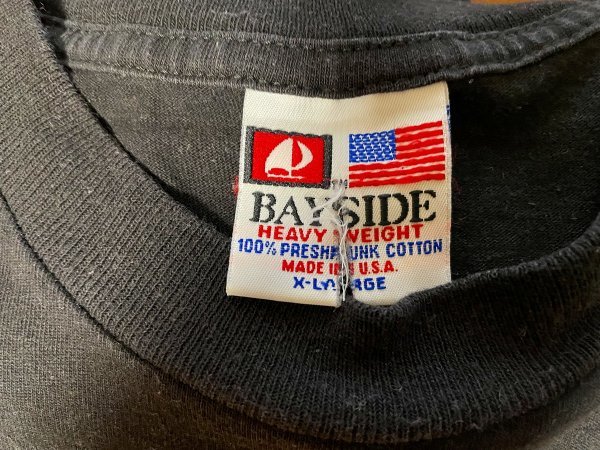 BAYSIDE
HEAVY WEIGHT
100% PRESHRUNK COTTON
MADE IN U.S.A.
X-LARGE